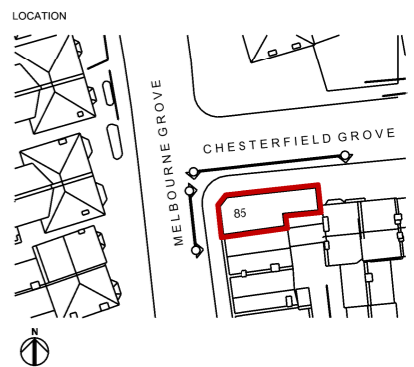 LOCATION
MELBOURNE GROVE
CHESTERFIELD GROVE
85
N